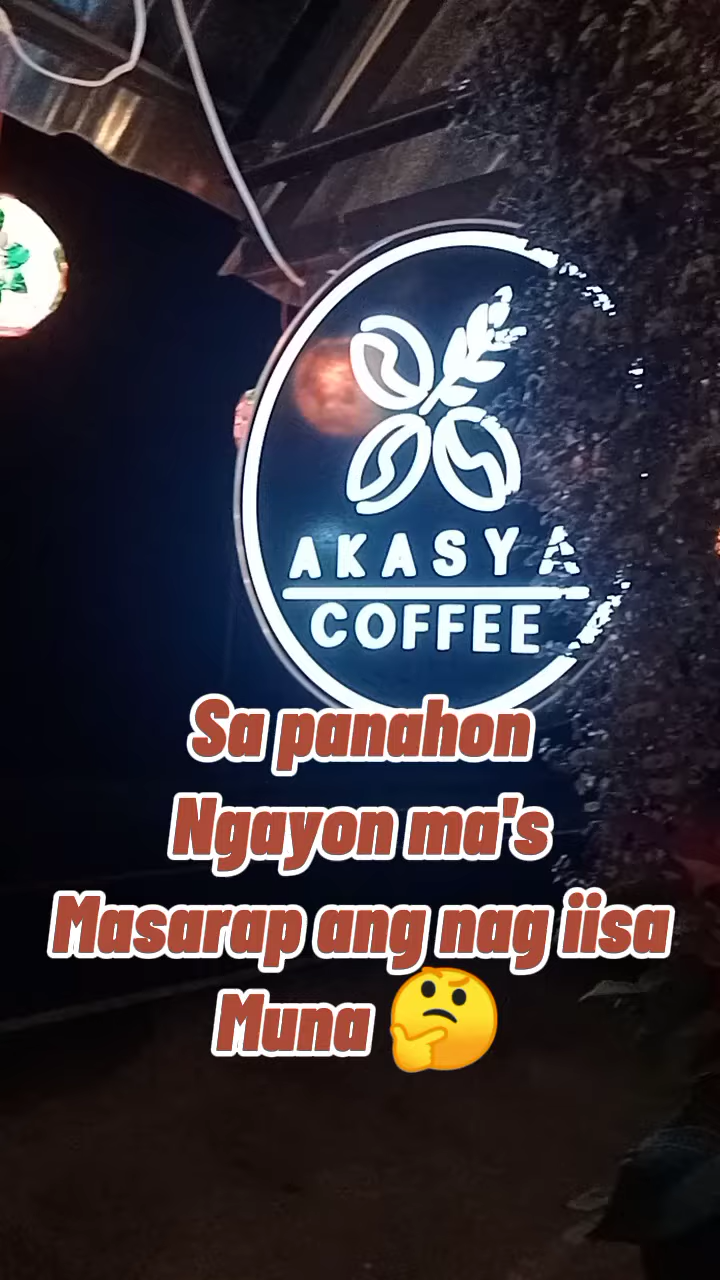 AKASYA
COFFEE
Sa panahon
Ngayon ma's
Masarap ang nag iisa
Muna 🤔